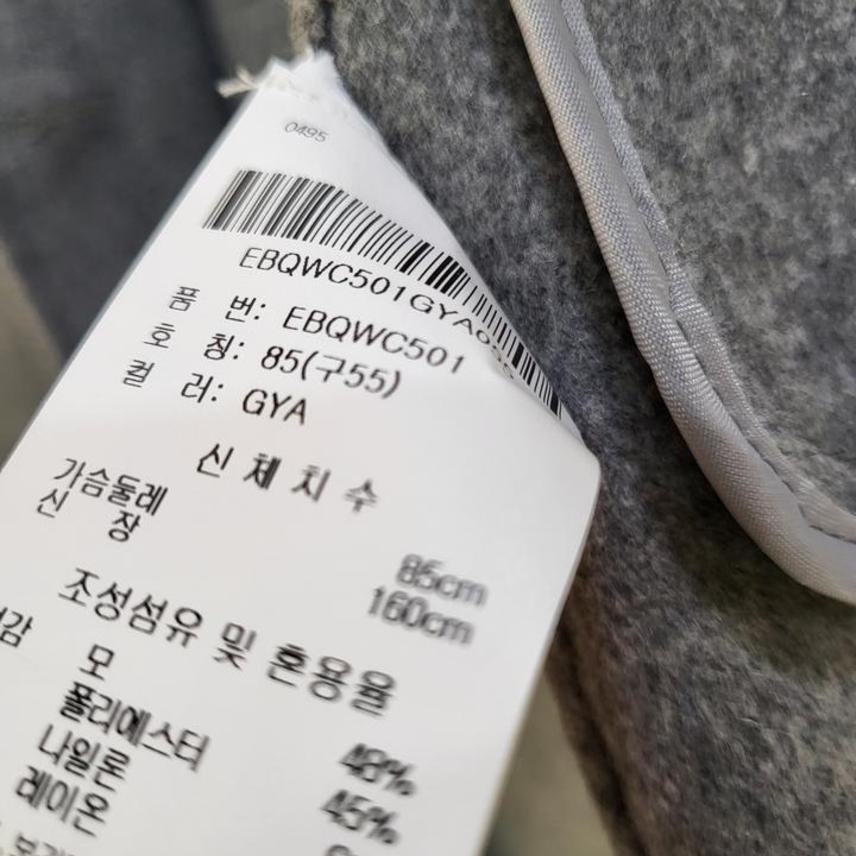 0495
EBQWC501GYA
품 번: EBQWC501
호 칭: 85(구55)
컬 러: GYA
신 체 치 수
가슴둘레 85cm
신 장 160cm
조성섬유 및 혼용율
모 48%
폴리에스터 45%
나일론
레이온